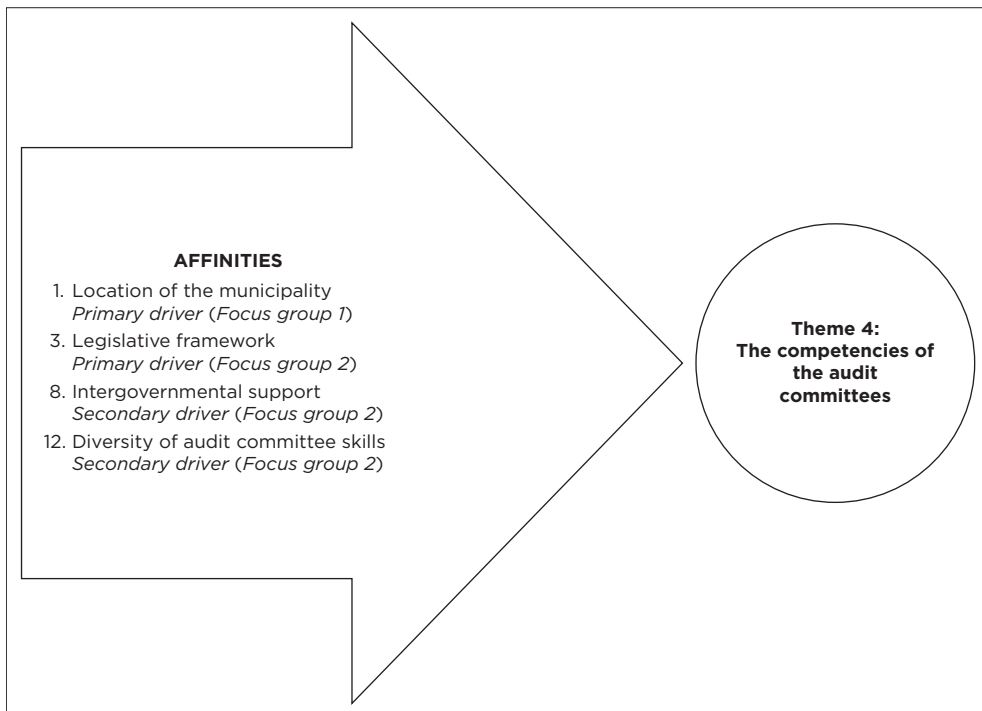 AFFINITIES
1. Location of the municipality
Primary driver (Focus group 1)
3. Legislative framework
Primary driver (Focus group 2)
8. Intergovernmental support
Secondary driver (Focus group 2)
12. Diversity of audit committee skills
Secondary driver (Focus group 2)
Theme 4:
The competencies of
the audit
committees